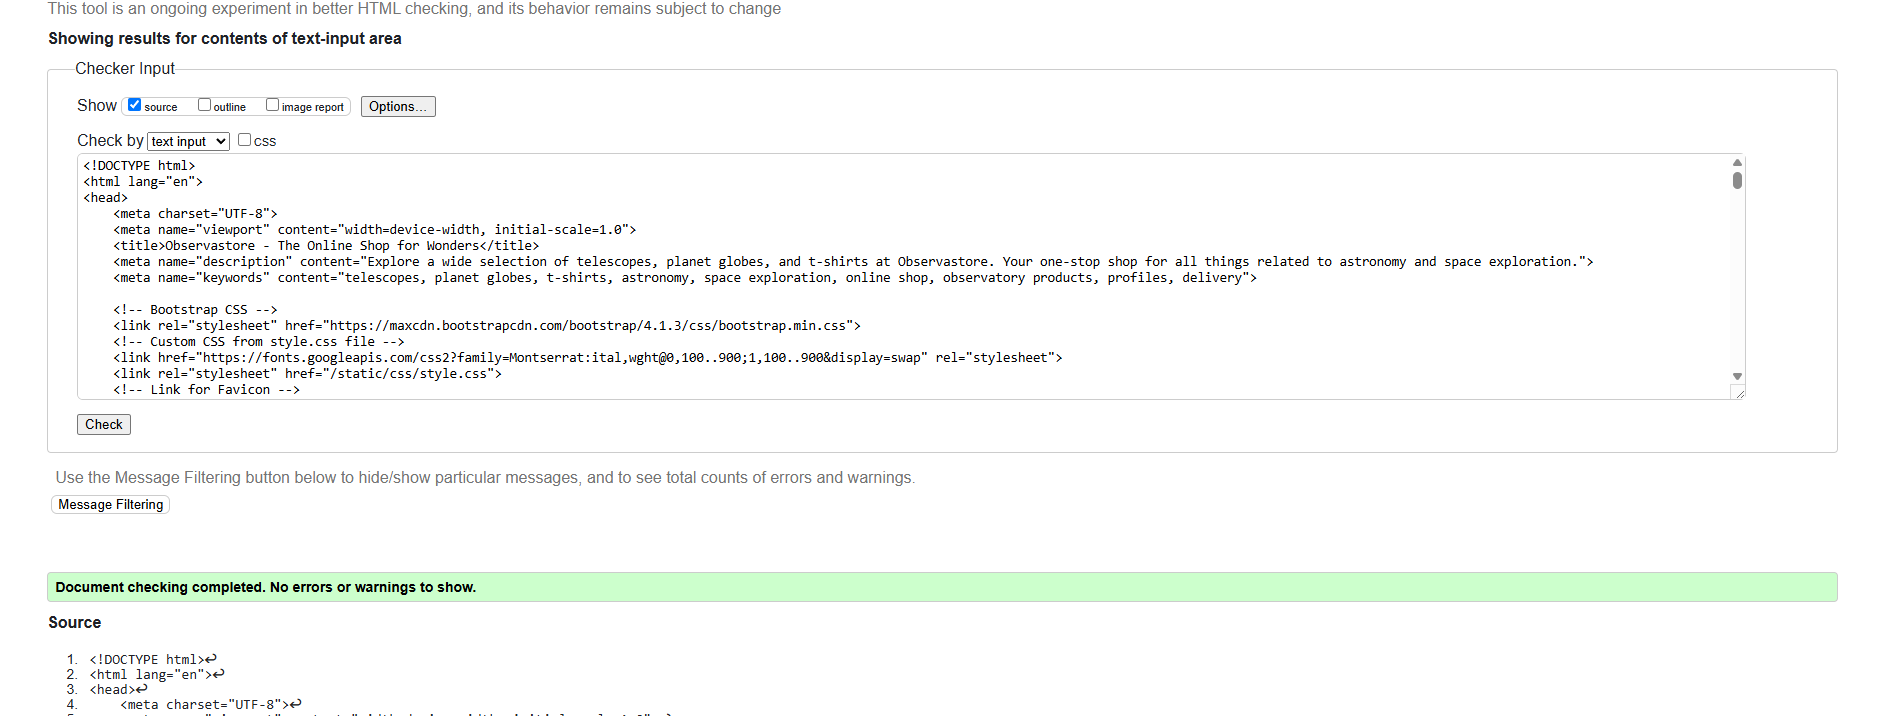 This tool is an ongoing experiment in better HTML checking, and its behavior remains subject to change
Showing results for contents of text-input area
Checker Input
Show source outline image report Options...
Check by text input css
<!DOCTYPE html>
<html lang="en">
<head>
    <meta charset="UTF-8">
    <meta name="viewport" content="width=device-width, initial-scale=1.0">
    <title>Observastore - The Online Shop for Wonders</title>
    <meta name="description" content="Explore a wide selection of telescopes, planet globes, and t-shirts at Observastore. Your one-stop shop for all things related to astronomy and space exploration.">
    <meta name="keywords" content="telescopes, planet globes, t-shirts, astronomy, space exploration, online shop, observatory products, profiles, delivery">
    <!-- Bootstrap CSS -->
    <link rel="stylesheet" href="https://maxcdn.bootstrapcdn.com/bootstrap/4.1.3/css/bootstrap.min.css">
    <!-- Custom CSS from style.css file -->
    <link href="https://fonts.googleapis.com/css2?family=Montserrat:ital,wght@0,100..900;1,100..900&display=swap" rel="stylesheet">
    <link rel="stylesheet" href="/static/css/style.css">
    <!-- Link for Favicon -->
Check
Use the Message Filtering button below to hide/show particular messages, and to see total counts of errors and warnings.
Message Filtering
Document checking completed. No errors or warnings to show.
Source
1. <!DOCTYPE html>↩
2. <html lang="en">↩
3. <head>↩
4.     <meta charset="UTF-8">↩